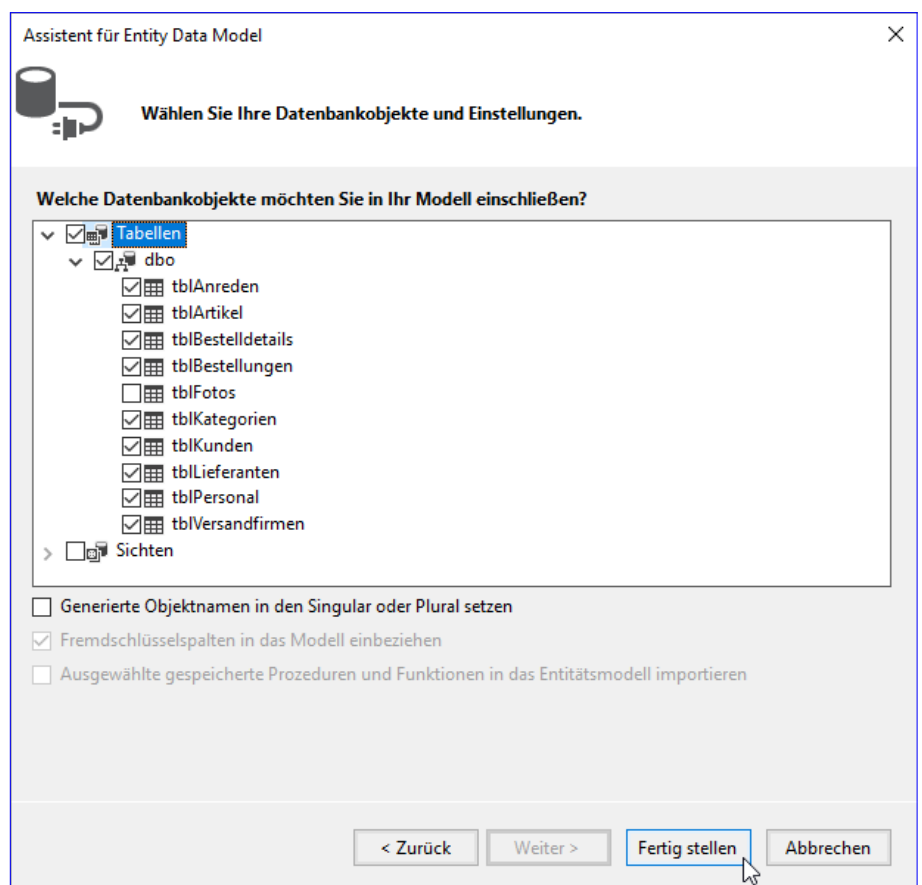 Assistent für Entity Data Model
Wählen Sie Ihre Datenbankobjekte und Einstellungen.
Welche Datenbankobjekte möchten Sie in Ihr Modell einschließen?
Tabellen
dbo
tblAnreden
tblArtikel
tblBestelldetails
tblBestellungen
tblFotos
tblKategorien
tblKunden
tblLieferanten
tblPersonal
tblVersandfirmen
Sichten
Generierte Objektnamen in den Singular oder Plural setzen
Fremdschlüsselspalten in das Modell einbeziehen
Ausgewählte gespeicherte Prozeduren und Funktionen in das Entitätsmodell importieren
< Zurück Weiter > Fertig stellen Abbrechen